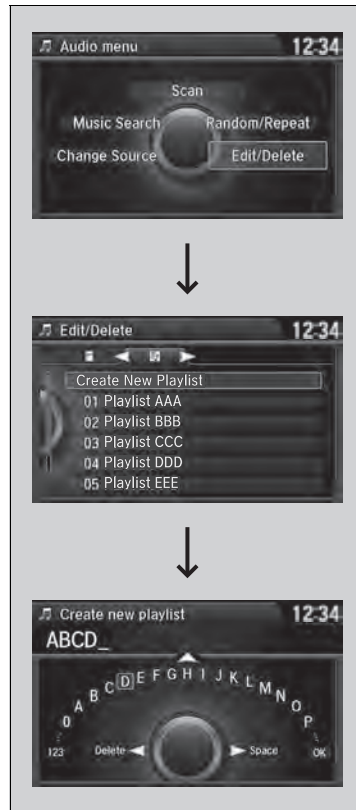 Audio menu 12:34
Scan
Music Search Random/Repeat
Change Source Edit/Delete
Edit/Delete 12:34
Create New Playlist
01 Playlist AAA
02 Playlist BBB
03 Playlist CCC
04 Playlist DDD
05 Playlist EEE
Create new playlist 12:34
ABCD_
0 A B C D E F G H I J K L M N O P
123 Delete Space OK